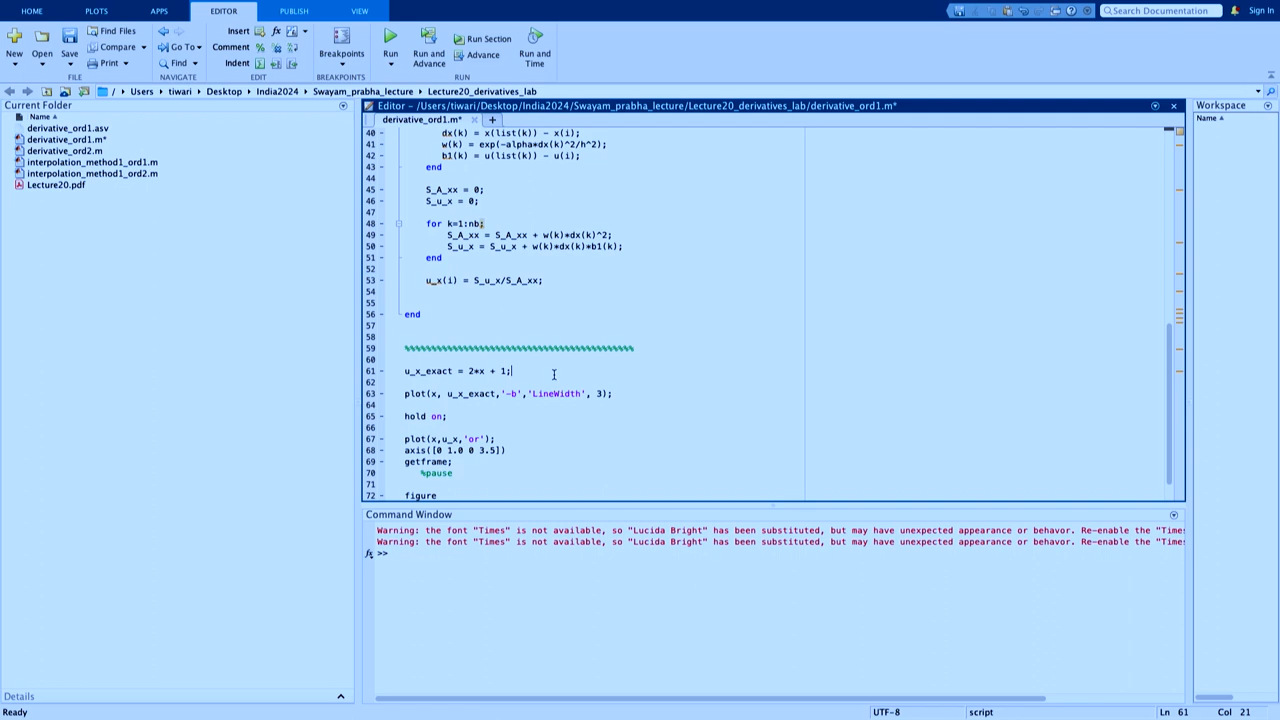 HOME PLOTS APPS EDITOR PUBLISH VIEW Search Documentation Sign In
New Open Save Find Files Compare Print FILE
Go To Find NAVIGATE
Insert fx Comment % Indent EDIT
Breakpoints BREAKPOINTS
Run Run and Advance Run Section Advance Run and Time RUN
/ Users tiwari Desktop India2024 Swayam_prabha_lecture Lecture20_derivatives_lab
Current Folder
Name
derivative_ord1.asv
derivative_ord1.m*
derivative_ord2.m
interpolation_method1_ord1.m
interpolation_method1_ord2.m
Lecture20.pdf
Details
Editor - /Users/tiwari/Desktop/India2024/Swayam_prabha_lecture/Lecture20_derivatives_lab/derivative_ord1.m*
derivative_ord1.m* × +
40 - dx(k) = x(list(k)) - x(i);
41 - w(k) = exp(-alpha*dx(k)^2/h^2);
42 - b1(k) = u(list(k)) - u(i);
43 - end
44
45 - S_A_xx = 0;
46 - S_u_x = 0;
47
48 - for k=1:nb;
49 - S_A_xx = S_A_xx + w(k)*dx(k)^2;
50 - S_u_x = S_u_x + w(k)*dx(k)*b1(k);
51 - end
52
53 - u_x(i) = S_u_x/S_A_xx;
54
55
56 - end
57
58
59 %%%%%%%%%%%%%%%%%%%%%%%%%%%%%%%%%%%%%%%%%%%
60
61 - u_x_exact = 2*x + 1;
62
63 - plot(x, u_x_exact,'-b','LineWidth', 3);
64
65 - hold on;
66
67 - plot(x,u_x,'or');
68 - axis([0 1.0 0 3.5])
69 - getframe;
70 %pause
71
72 - figure
Workspace
Name
Command Window
Warning: the font "Times" is not available, so "Lucida Bright" has been substituted, but may have unexpected appearance or behavor. Re-enable the "Times
Warning: the font "Times" is not available, so "Lucida Bright" has been substituted, but may have unexpected appearance or behavor. Re-enable the "Times
fx >>
Ready UTF-8 script Ln 61 Col 21